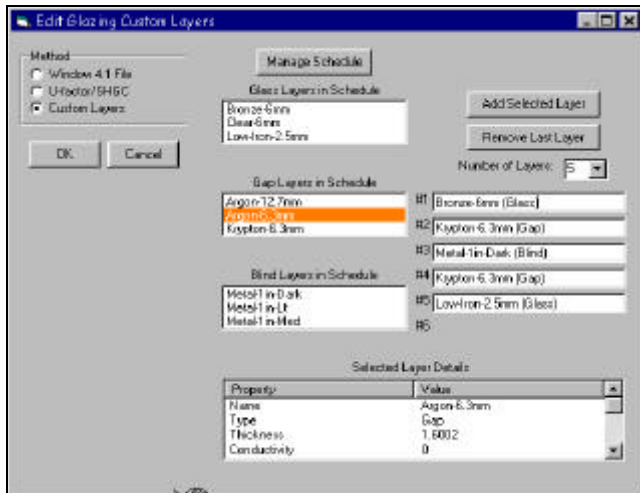 Edit Glazing Custom Layers
Method
Window 4.1 File
U-factor/SHGC
Custom Layers
OK
Cancel
Manage Schedule
Glass Layers in Schedule
Bronze-6mm
Clear-6mm
Low-Iron-2.5mm
Add Selected Layer
Remove Last Layer
Number of Layers: 5
Gap Layers in Schedule
Argon-12.7mm
Argon-6.3mm
Krypton-6.3mm
#1 Bronze-6mm (Glass)
#2 Krypton-6.3mm (Gap)
#3 Metal-1in-Dark (Blind)
#4 Krypton-6.3mm (Gap)
#5 Low-Iron-2.5mm (Glass)
#6
Blind Layers in Schedule
Metal-1in-Dark
Metal-1in-Lt
Metal-1in-Med
Selected Layer Details
Property Value
Name Argon-6.3mm
Type Gap
Thickness 1.6002
Conductivity 0